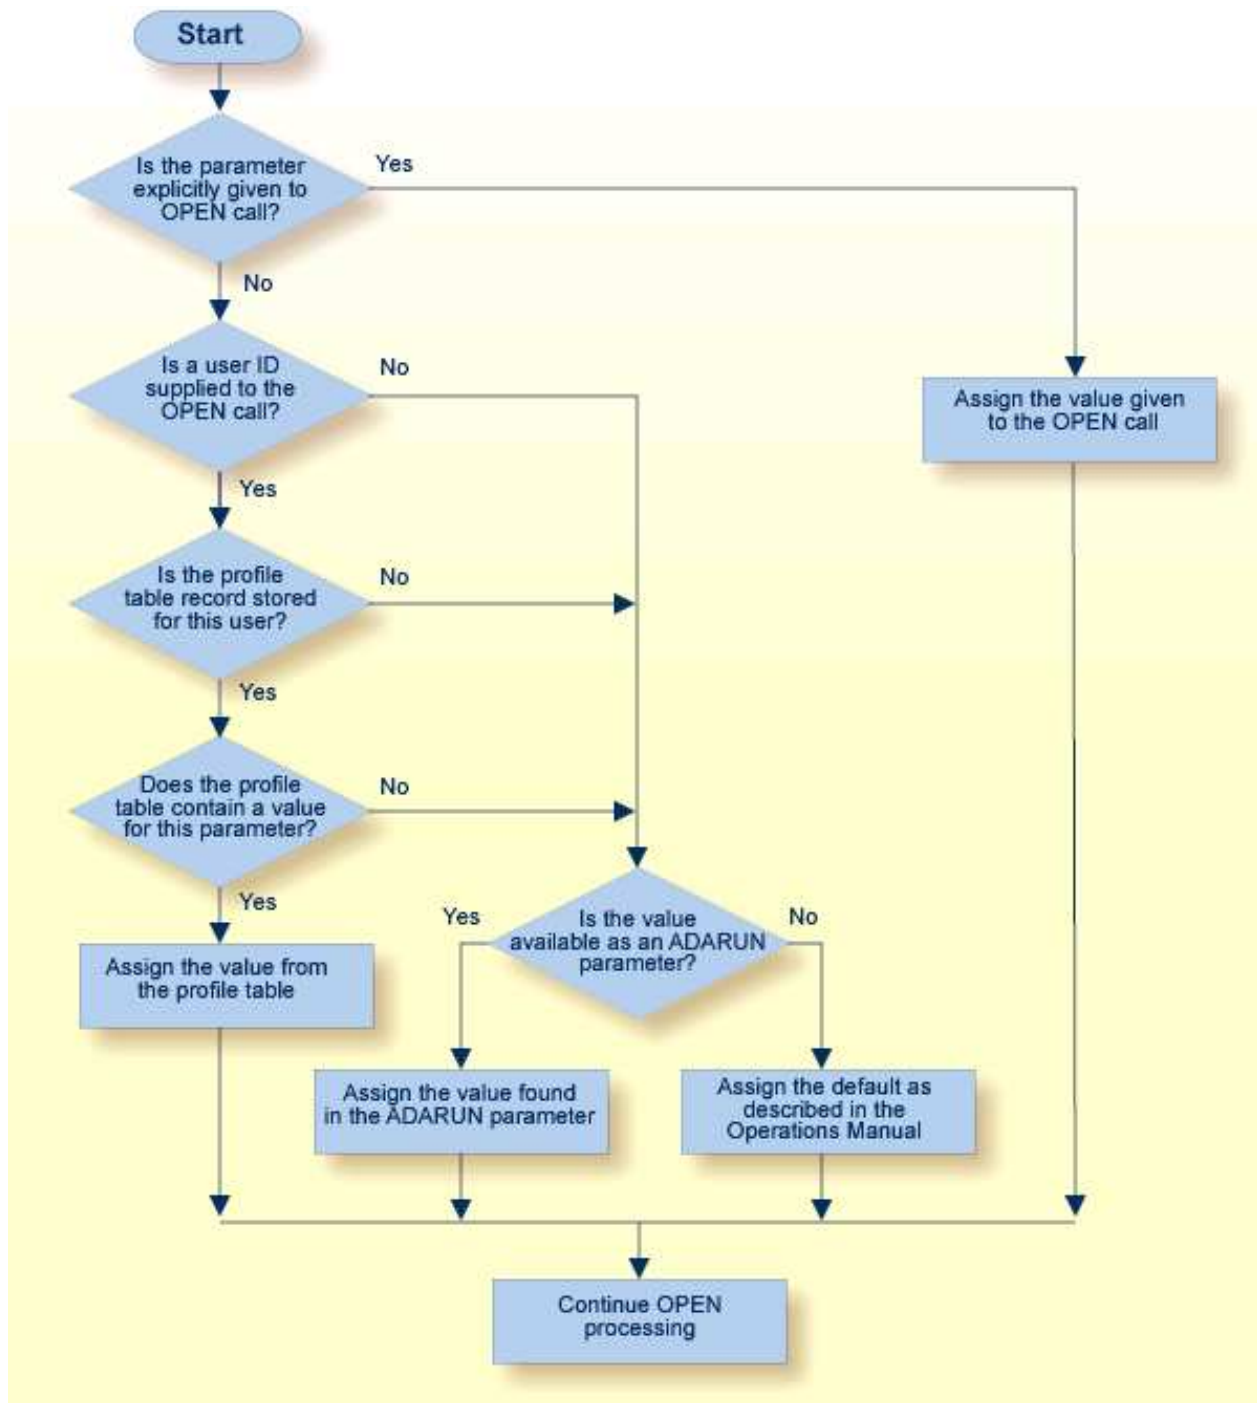 Start
Is the parameter
explicitly given to
OPEN call?
Yes
No
Is a user ID
supplied to the
OPEN call?
No
Assign the value given
to the OPEN call
Yes
Is the profile
table record stored
for this user?
No
Yes
Does the profile
table contain a value
for this parameter?
No
Yes
Yes
Is the value
available as an ADARUN
parameter?
No
Assign the value from
the profile table
Assign the value found
in the ADARUN parameter
Assign the default as
described in the
Operations Manual
Continue OPEN
processing